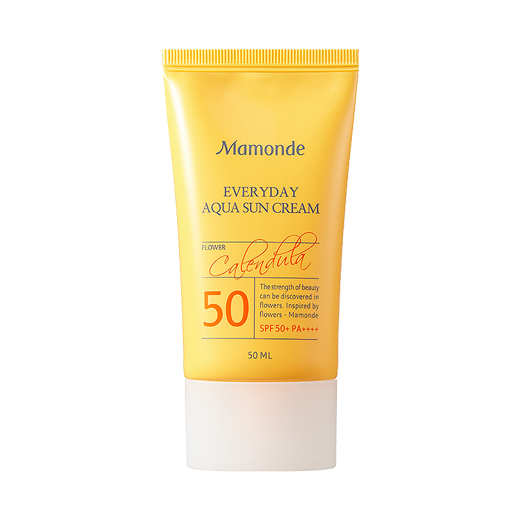 Mamonde
EVERYDAY
AQUA SUN CREAM
FLOWER
Calendula
50
The strength of beauty
can be discovered in
flowers. Inspired by
flowers - Mamonde
SPF 50+ PA++++
50 ML